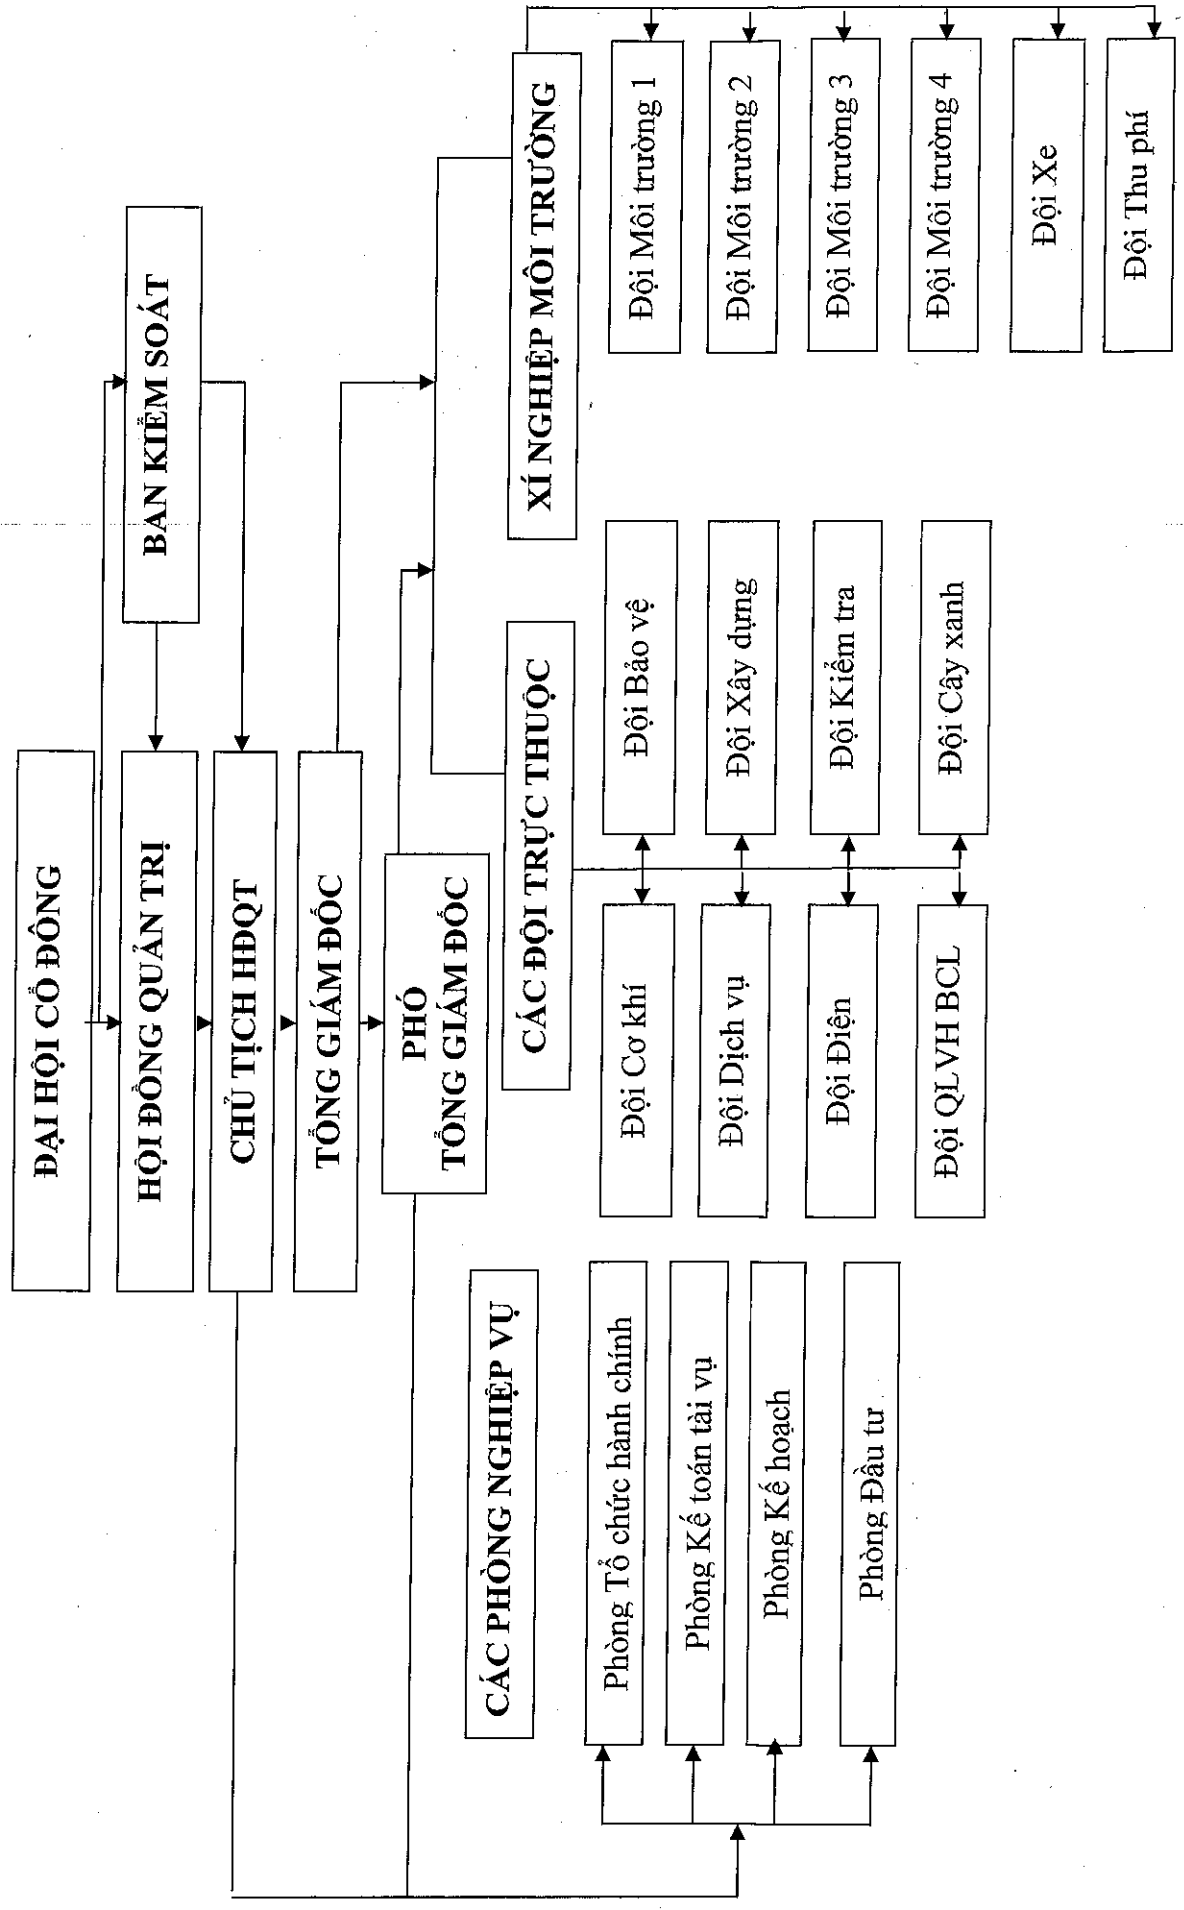 ĐẠI HỘI CỔ ĐÔNG
BAN KIỂM SOÁT
HỘI ĐỒNG QUẢN TRỊ
CHỦ TỊCH HĐQT
TỔNG GIÁM ĐỐC
PHÓ
TỔNG GIÁM ĐỐC
CÁC PHÒNG NGHIỆP VỤ
CÁC ĐỘI TRỰC THUỘC
XÍ NGHIỆP MÔI TRƯỜNG
Phòng Tổ chức hành chính
Phòng Kế toán tài vụ
Phòng Kế hoạch
Phòng Đầu tư
Đội Cơ khí
Đội Dịch vụ
Đội Điện
Đội QLVH BCL
Đội Bảo vệ
Đội Xây dựng
Đội Kiểm tra
Đội Cây xanh
Đội Môi trường 1
Đội Môi trường 2
Đội Môi trường 3
Đội Môi trường 4
Đội Xe
Đội Thu phí